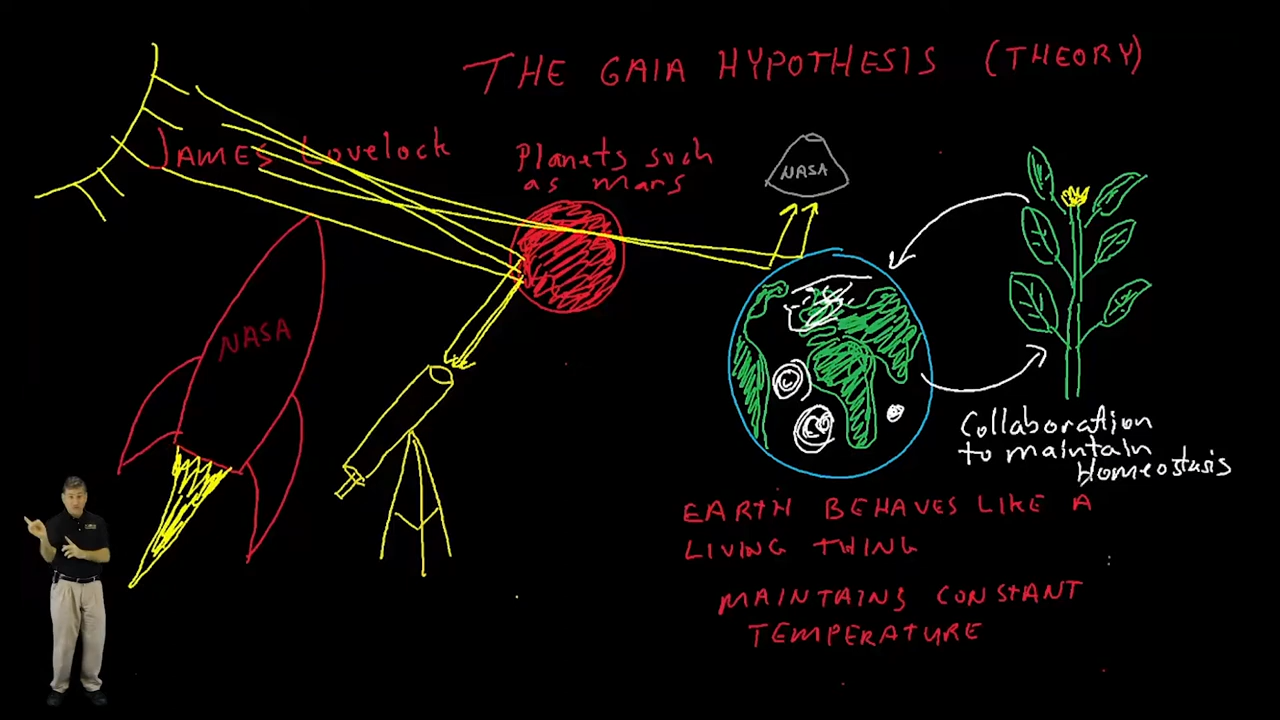 THE GAIA HYPOTHESIS (THEORY)
JAMES Lovelock
Planets such
as mars
NASA
NASA
Collaboration
to maintain
Homeostasis
EARTH BEHAVES LIKE A
LIVING THING
MAINTAINS CONSTANT
TEMPERATURE